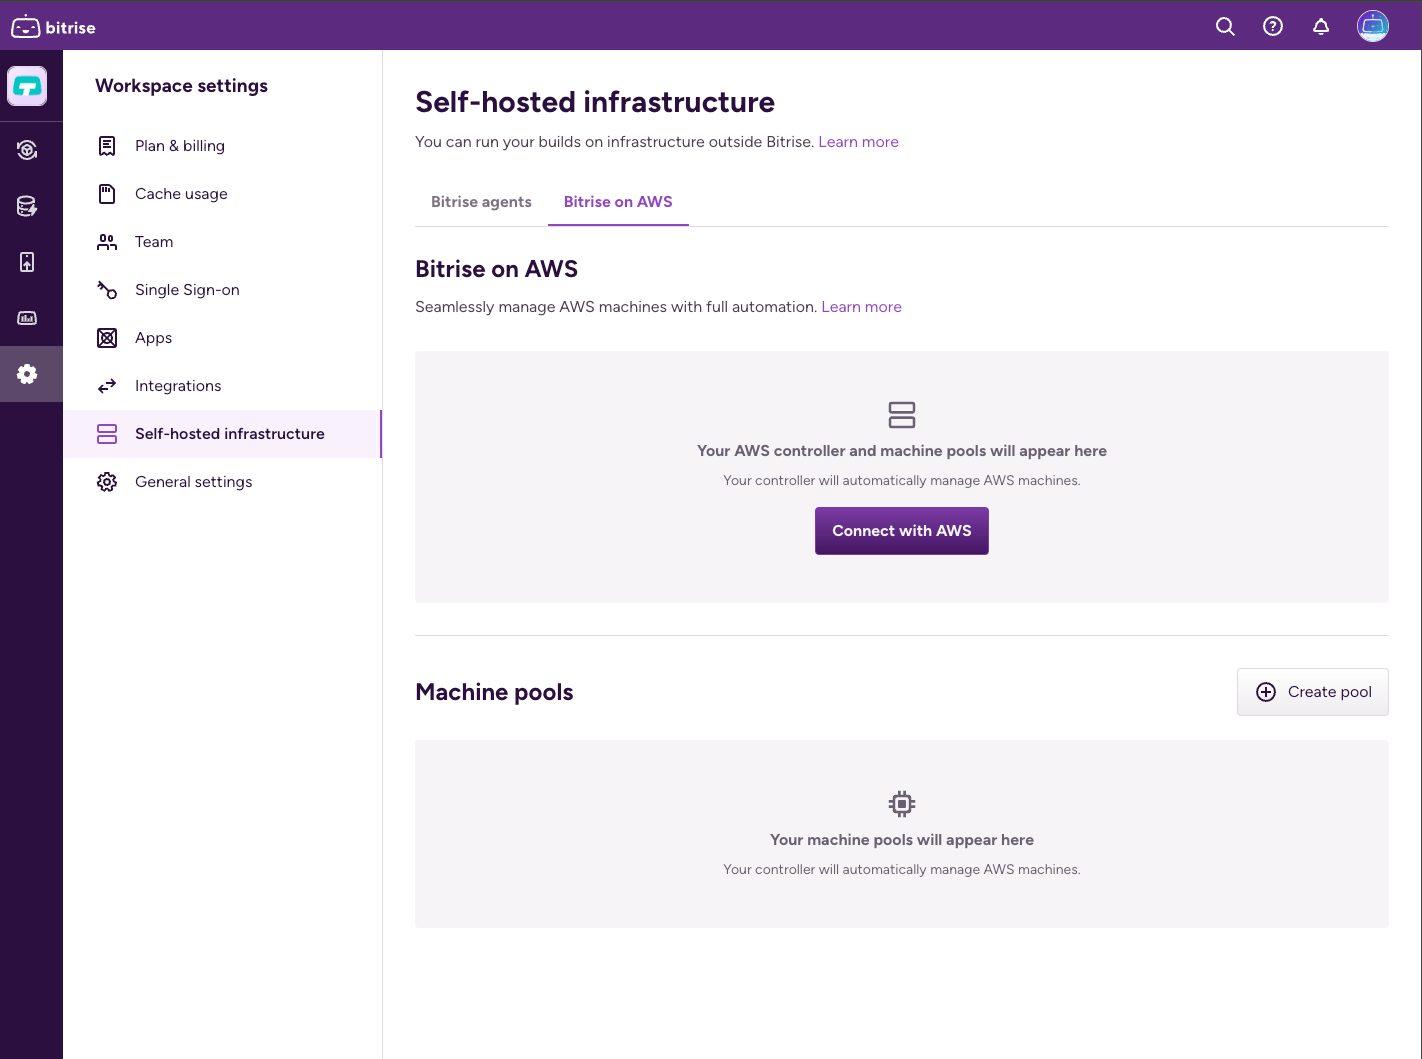 bitrise
Workspace settings
Plan & billing
Cache usage
Team
Single Sign-on
Apps
Integrations
Self-hosted infrastructure
General settings
Self-hosted infrastructure
You can run your builds on infrastructure outside Bitrise. Learn more
Bitrise agents
Bitrise on AWS
Bitrise on AWS
Seamlessly manage AWS machines with full automation. Learn more
Your AWS controller and machine pools will appear here
Your controller will automatically manage AWS machines.
Connect with AWS
Machine pools
Create pool
Your machine pools will appear here
Your controller will automatically manage AWS machines.